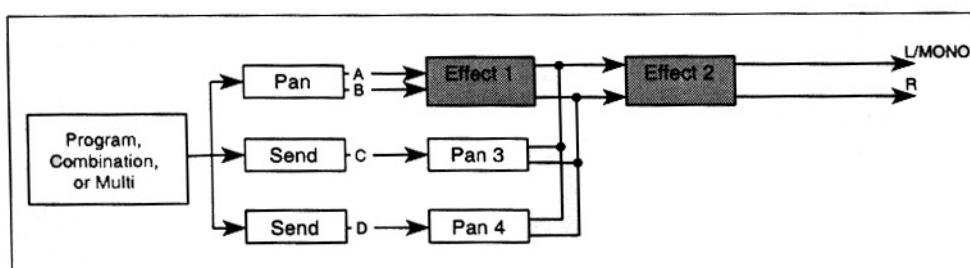 L/MONO
A
Effect 1
Effect 2
Pan
B
R
Program,
Combination,
or Multi
Send
C
Pan 3
Send
D
Pan 4